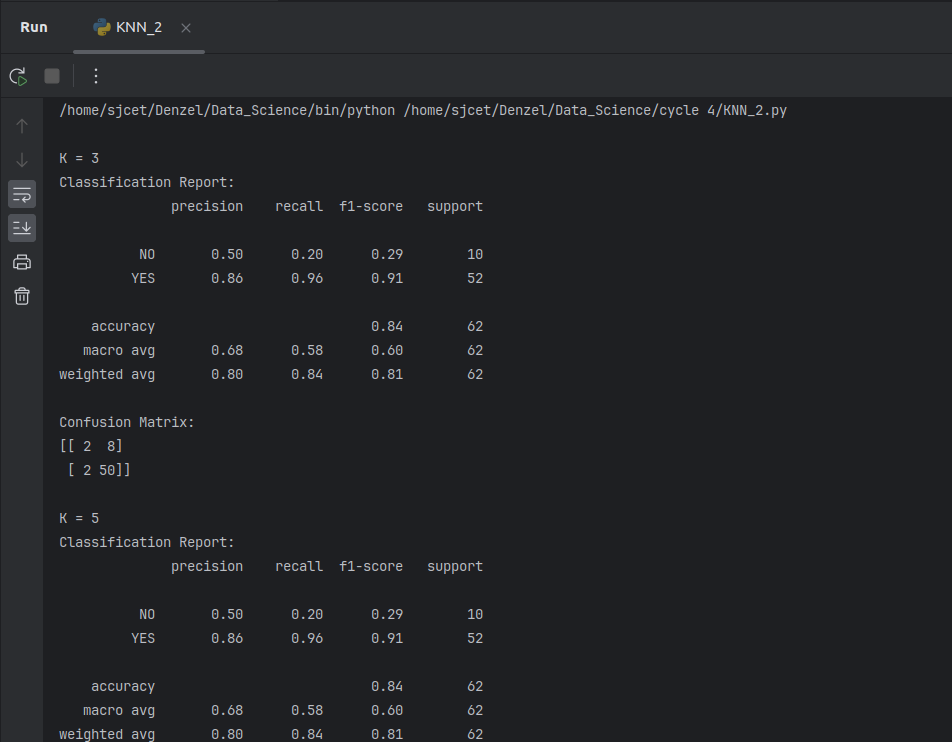 Run KNN_2
/home/sjcet/Denzel/Data_Science/bin/python /home/sjcet/Denzel/Data_Science/cycle 4/KNN_2.py
K = 3
Classification Report:
precision recall f1-score support
NO 0.50 0.20 0.29 10
YES 0.86 0.96 0.91 52
accuracy 0.84 62
macro avg 0.68 0.58 0.60 62
weighted avg 0.80 0.84 0.81 62
Confusion Matrix:
[[ 2 8]
[ 2 50]]
K = 5
Classification Report:
precision recall f1-score support
NO 0.50 0.20 0.29 10
YES 0.86 0.96 0.91 52
accuracy 0.84 62
macro avg 0.68 0.58 0.60 62
weighted avg 0.80 0.84 0.81 62